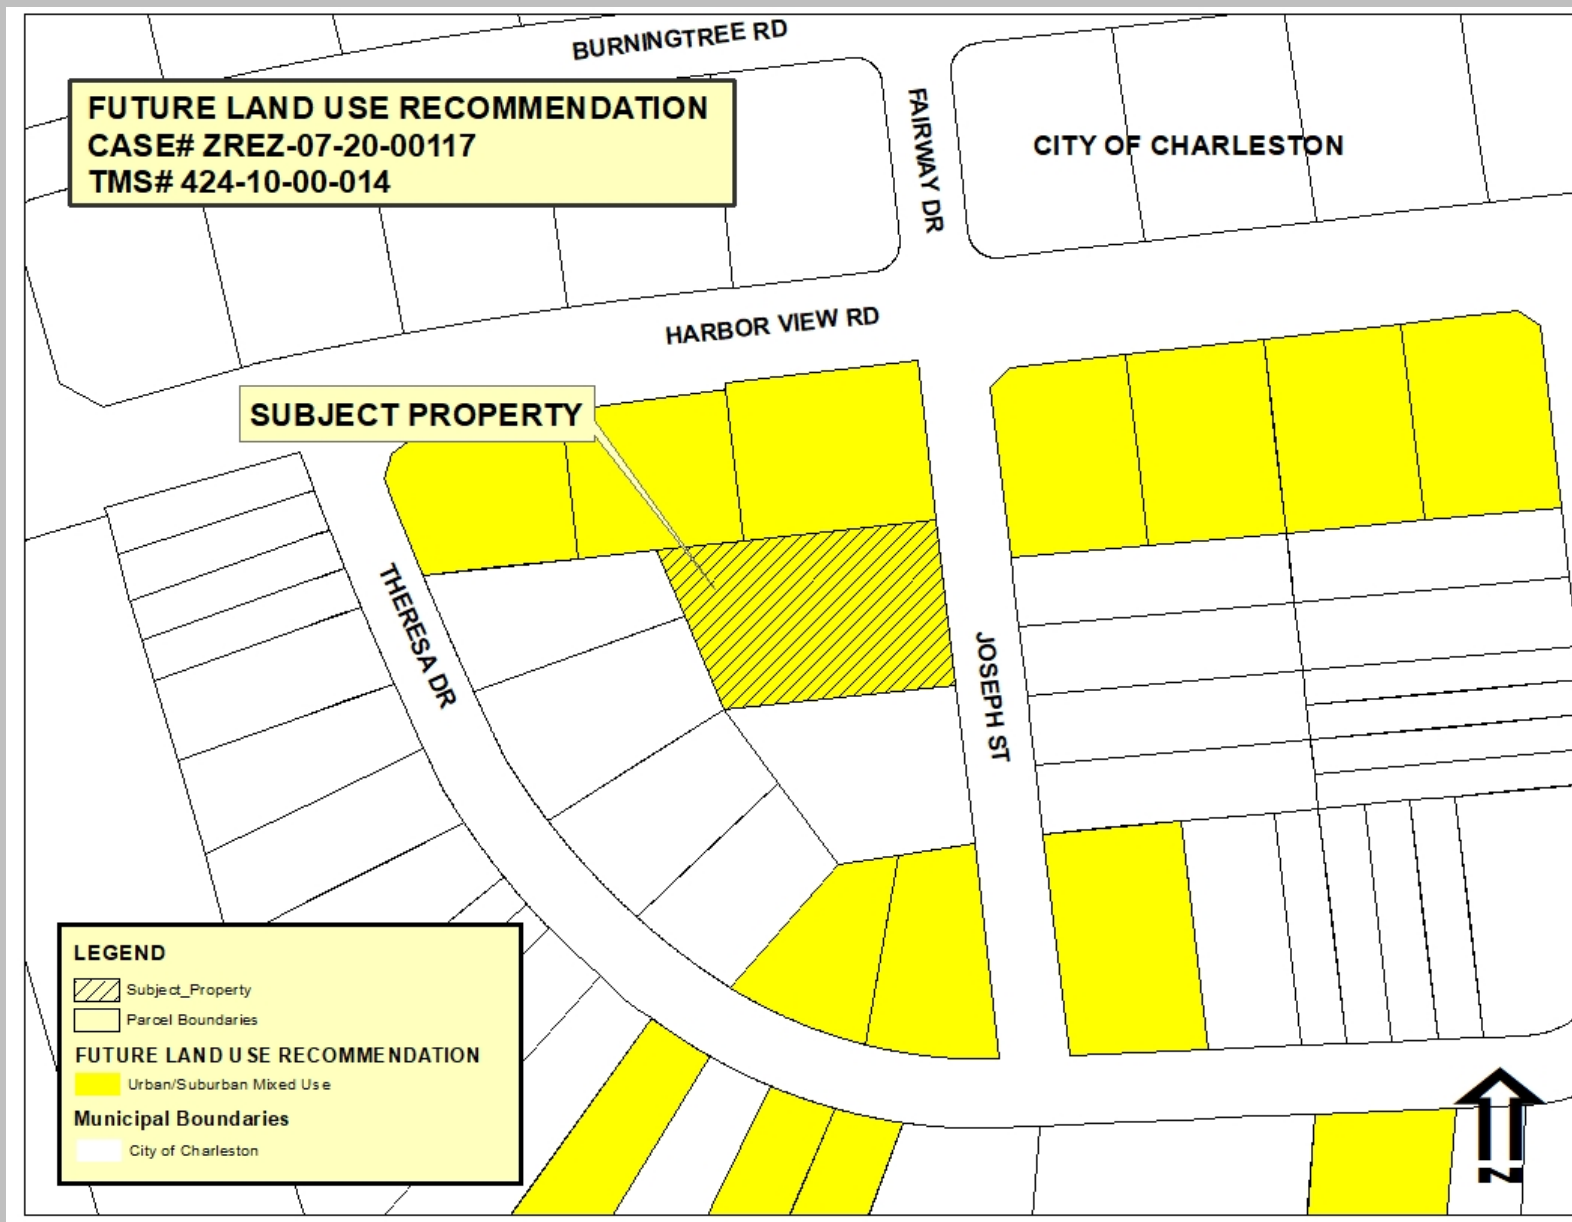 BURNINGTREE RD
FUTURE LAND USE RECOMMENDATION
CASE# ZREZ-07-20-00117
TMS# 424-10-00-014
FAIRWAY DR
CITY OF CHARLESTON
HARBOR VIEW RD
SUBJECT PROPERTY
THERESA DR
JOSEPH ST
LEGEND
Subject_Property
Parcel Boundaries
FUTURE LAND USE RECOMMENDATION
Urban/Suburban Mixed Use
Municipal Boundaries
City of Charleston
N